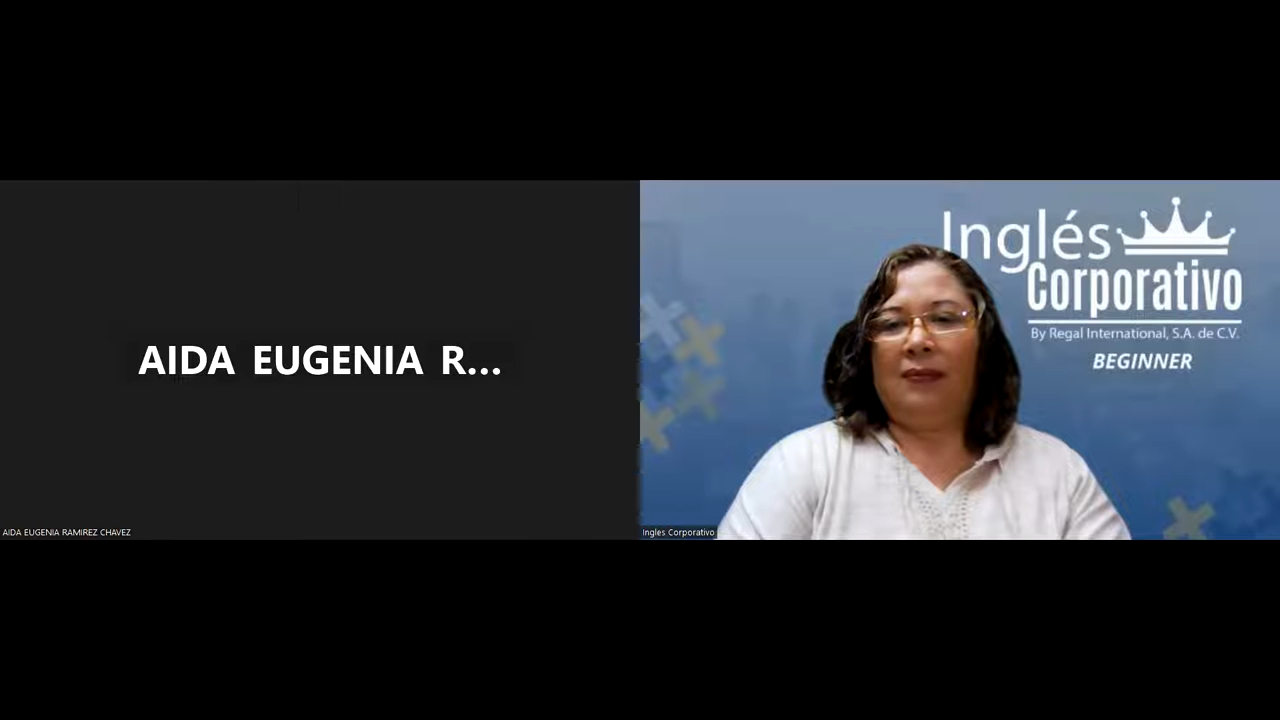 AIDA EUGENIA R...
AIDA EUGENIA RAMIREZ CHAVEZ
Inglés
Corporativo
By Regal International, S.A. de C.V.
BEGINNER
Ingles Corporativo